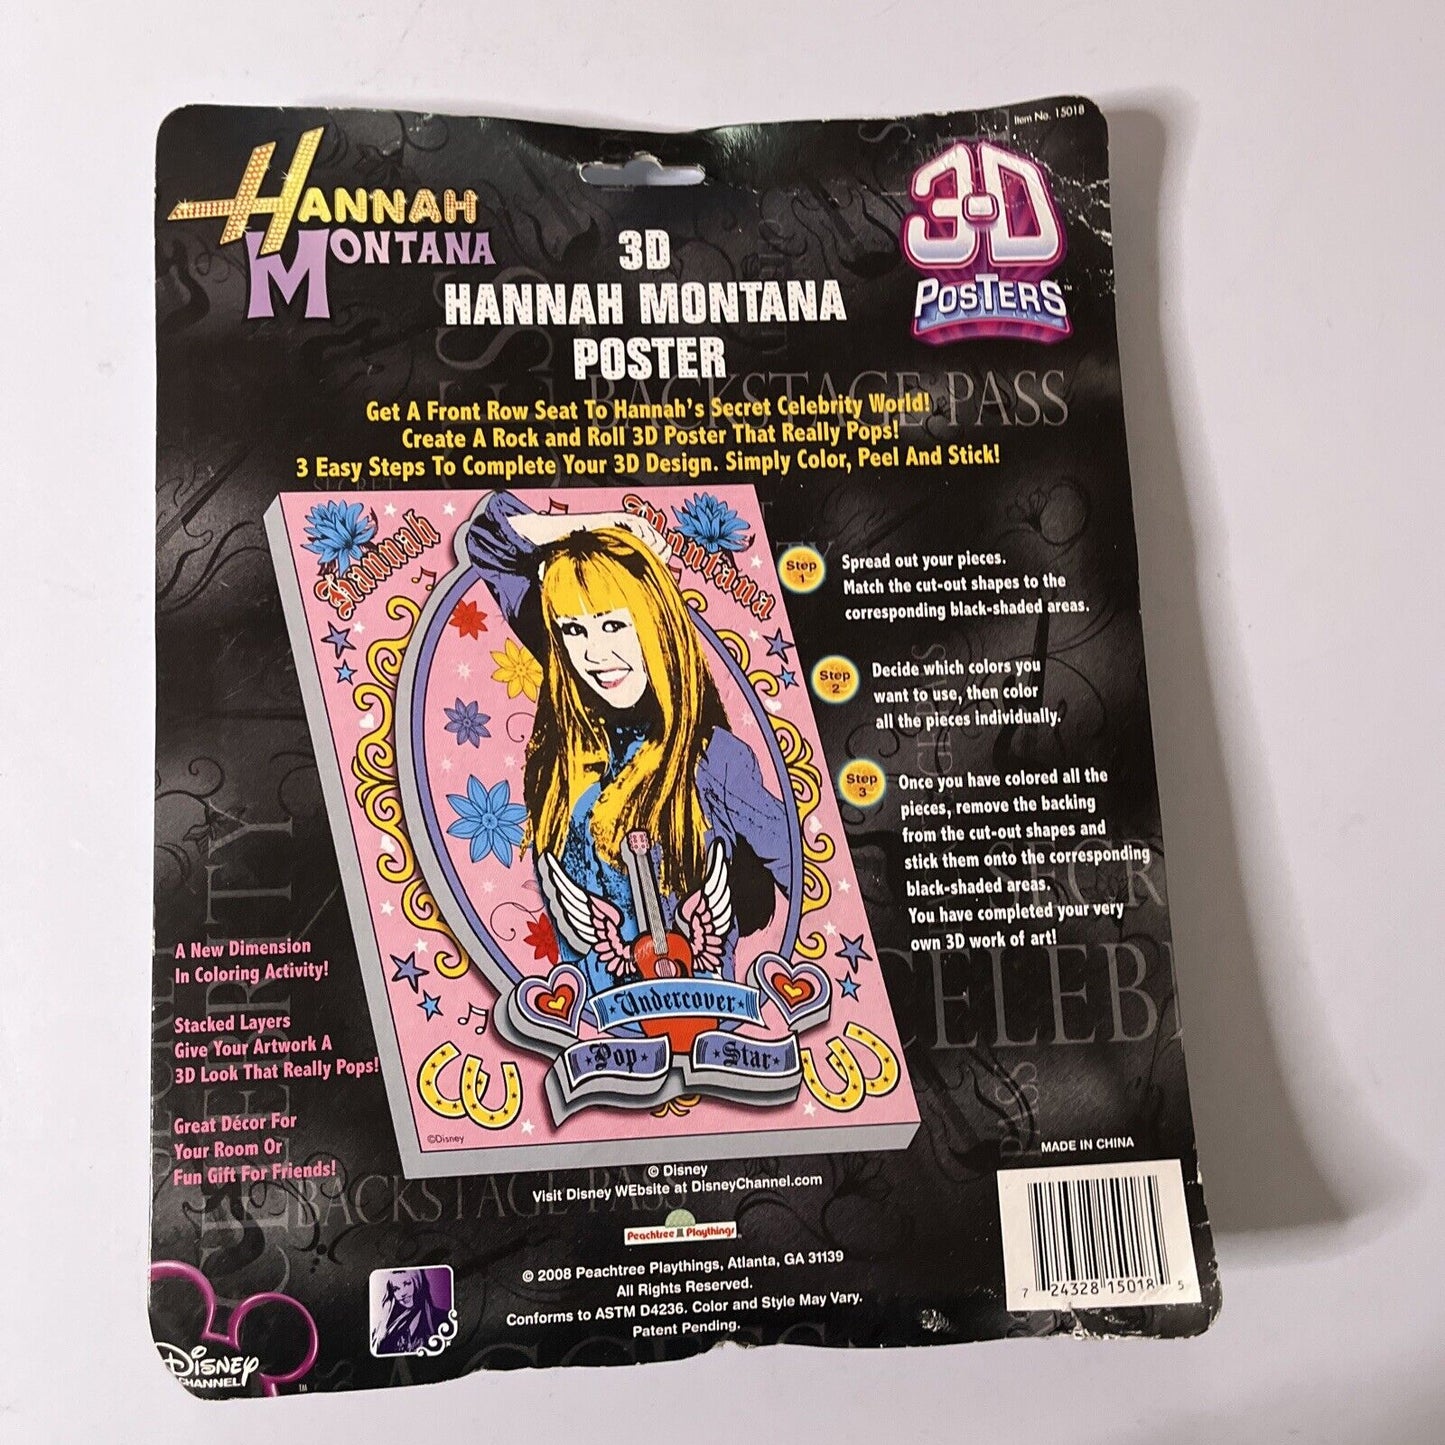 Item No. 15018
HANNAH
MONTANA
3-D
POSTERS™
3D
HANNAH MONTANA
POSTER
BACKSTAGE PASS
Get A Front Row Seat To Hannah's Secret Celebrity World!
Create A Rock and Roll 3D Poster That Really Pops!
3 Easy Steps To Complete Your 3D Design. Simply Color, Peel And Stick!
SECRET
Hannah
Montana
Step
1
Spread out your pieces.
Match the cut-out shapes to the
corresponding black-shaded areas.
Step
2
Decide which colors you
want to use, then color
all the pieces individually.
Step
3
Once you have colored all the
pieces, remove the backing
from the cut-out shapes and
stick them onto the corresponding
black-shaded areas.
You have completed your very
own 3D work of art!
SECR
CELEB
Undercover
Pop
Star
©Disney
A New Dimension
In Coloring Activity!
Stacked Layers
Give Your Artwork A
3D Look That Really Pops!
Great Décor For
Your Room Or
Fun Gift For Friends!
BACKSTAGE PASS
© Disney
Visit Disney WEbsite at DisneyChannel.com
Peachtree Playthings
© 2008 Peachtree Playthings, Atlanta, GA 31139
All Rights Reserved.
Conforms to ASTM D4236. Color and Style May Vary.
Patent Pending.
MADE IN CHINA
7 24328 15018 5
DISNEY
CHANNEL
TM